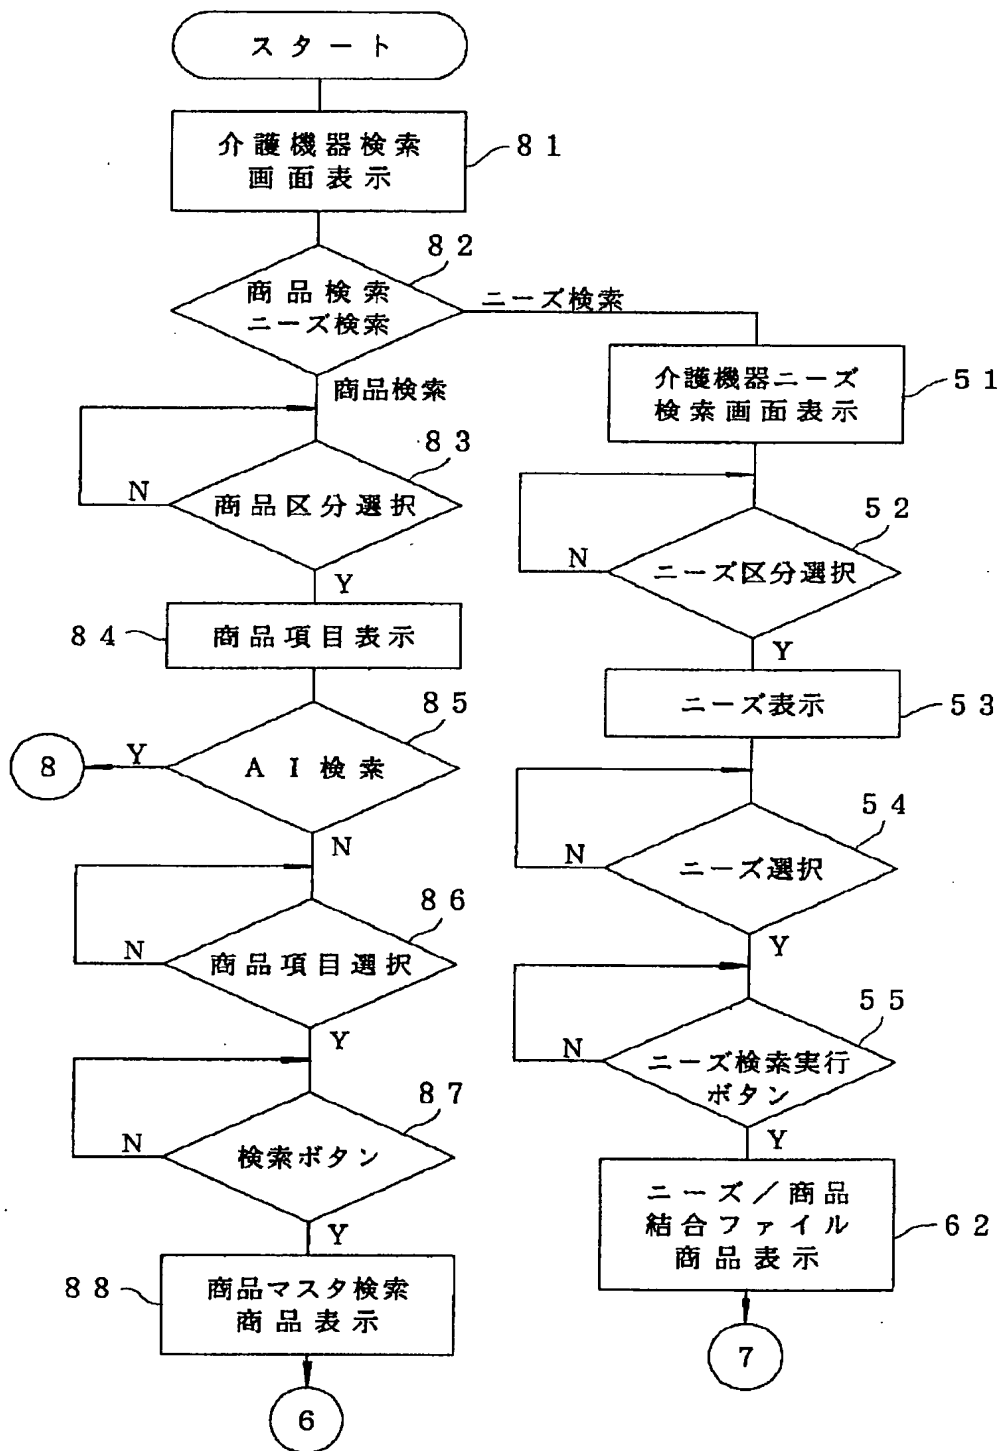 スタート
介護機器検索
画面表示
81
82
商品検索
ニーズ検索
ニーズ検索
商品検索
83
N
商品区分選択
Y
84
商品項目表示
85
8
Y
AI検索
N
86
N
商品項目選択
Y
87
N
検索ボタン
Y
88
商品マスタ検索
商品表示
6
介護機器ニーズ
検索画面表示
51
52
N
ニーズ区分選択
Y
ニーズ表示
53
54
N
ニーズ選択
Y
55
N
ニーズ検索実行
ボタン
Y
ニーズ/商品
結合ファイル
商品表示
62
7